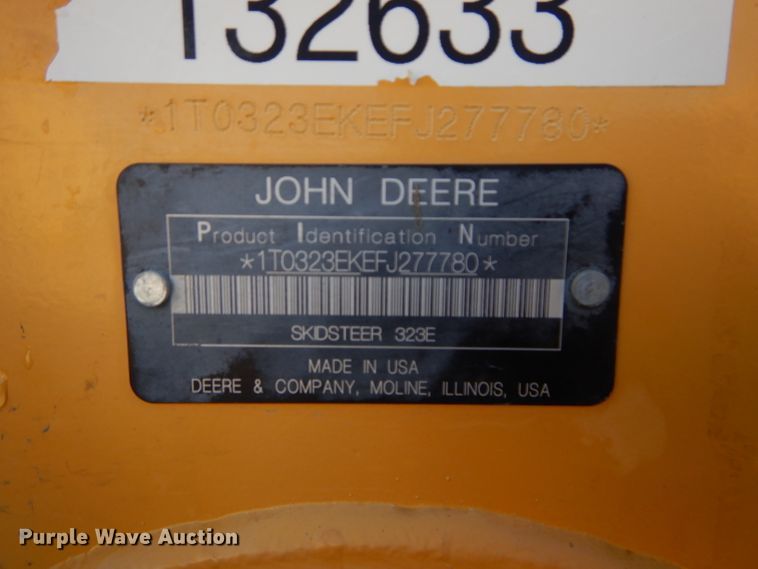 132633
*1T0323EKEFJ277780*
JOHN DEERE
Product Identification Number
*1T0323EKEFJ277780*
SKIDSTEER 323E
MADE IN USA
DEERE & COMPANY, MOLINE, ILLINOIS, USA
Purple Wave Auction